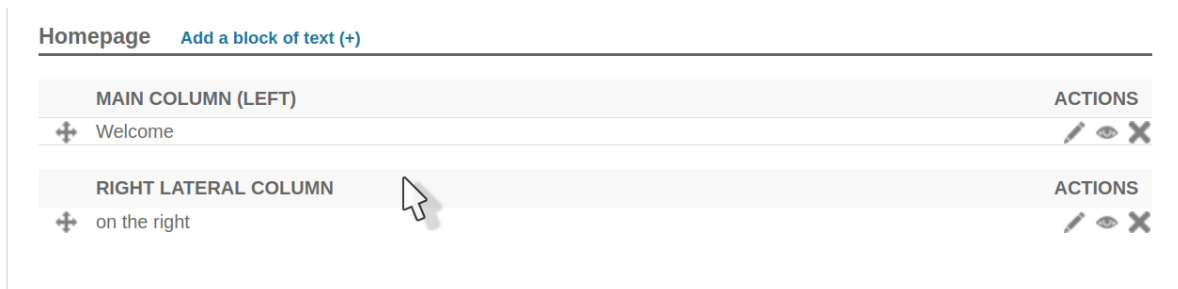 Homepage Add a block of text (+)
MAIN COLUMN (LEFT) ACTIONS
Welcome
RIGHT LATERAL COLUMN ACTIONS
on the right